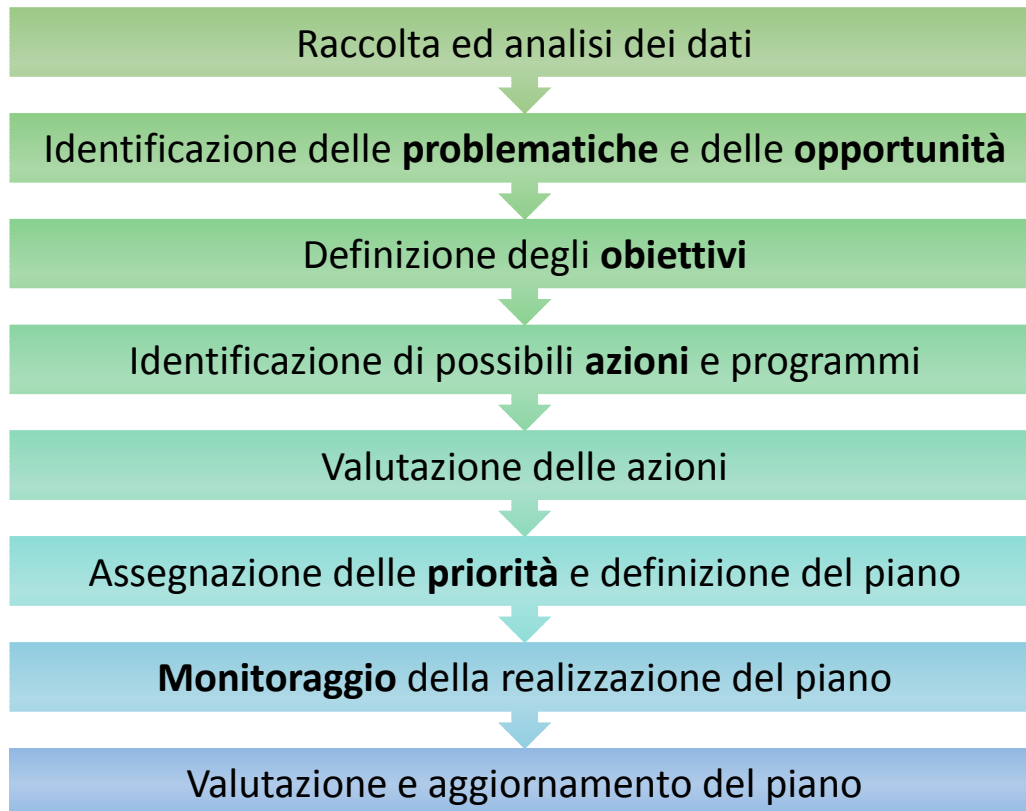 Raccolta ed analisi dei dati
Identificazione delle problematiche e delle opportunità
Definizione degli obiettivi
Identificazione di possibili azioni e programmi
Valutazione delle azioni
Assegnazione delle priorità e definizione del piano
Monitoraggio della realizzazione del piano
Valutazione e aggiornamento del piano